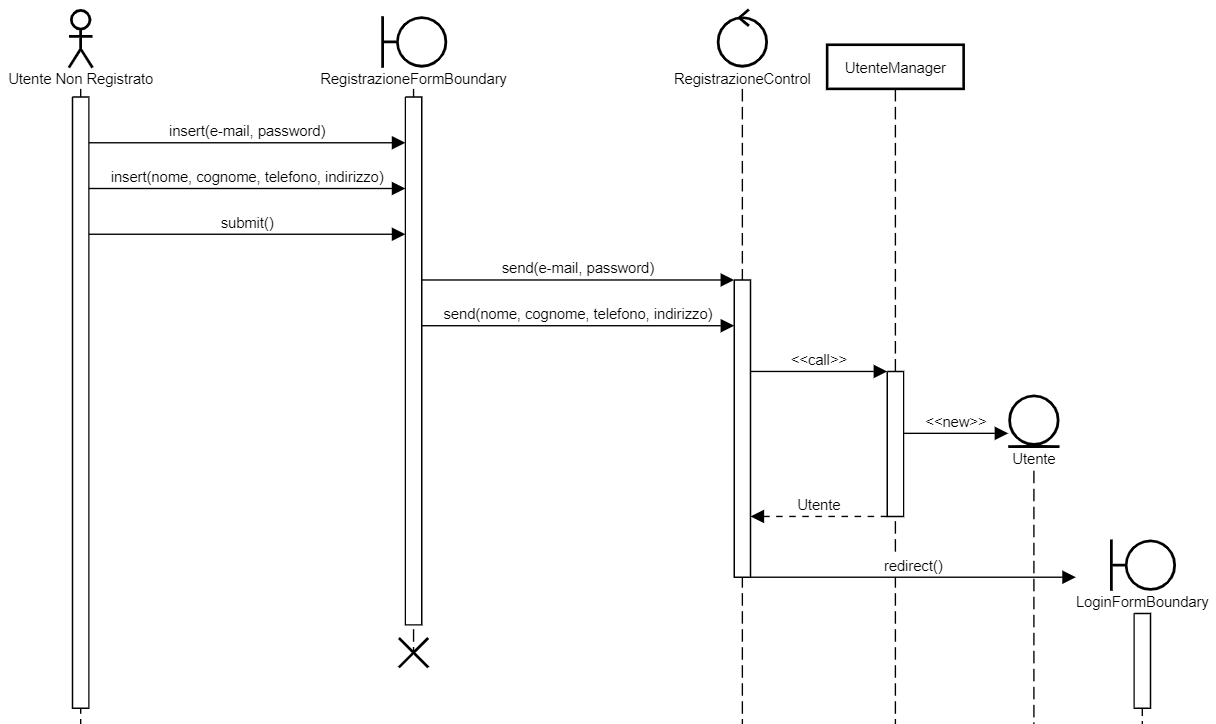 Utente Non Registrato
RegistrazioneFormBoundary
RegistrazioneControl
UtenteManager
insert(e-mail, password)
insert(nome, cognome, telefono, indirizzo)
submit()
send(e-mail, password)
send(nome, cognome, telefono, indirizzo)
<<call>>
<<new>>
Utente
Utente
redirect()
LoginFormBoundary